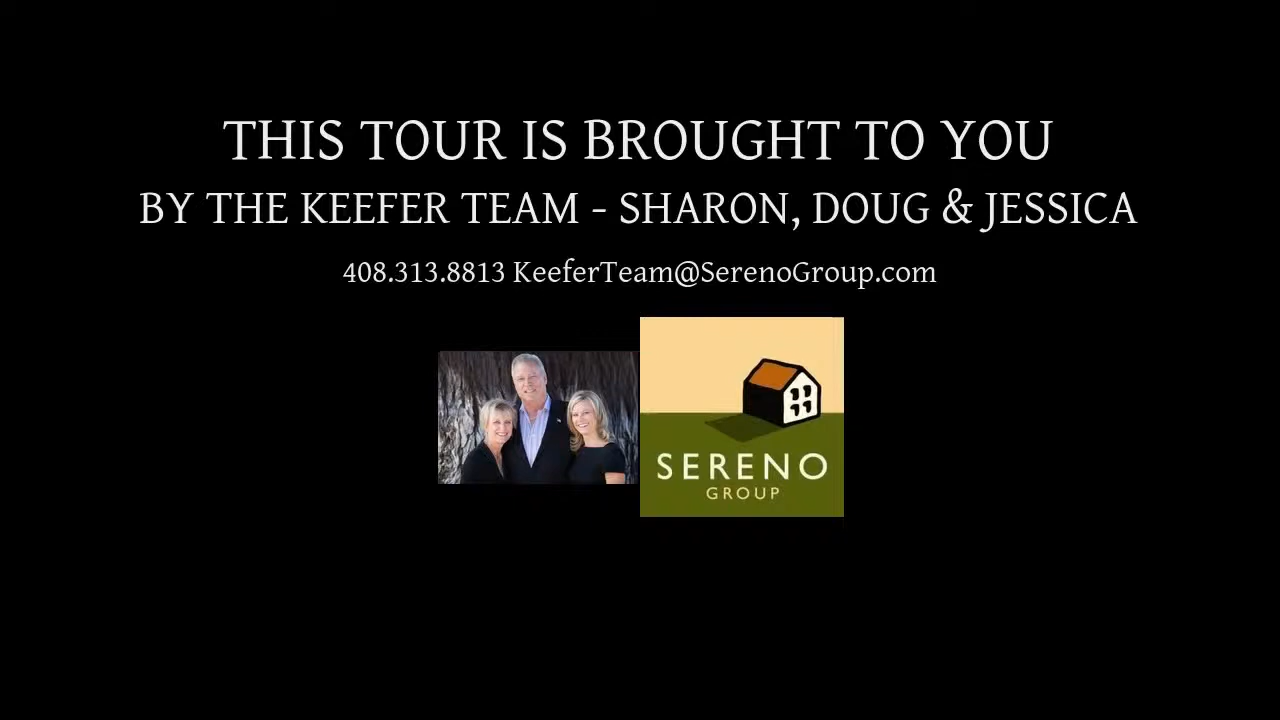 THIS TOUR IS BROUGHT TO YOU
BY THE KEEFER TEAM - SHARON, DOUG & JESSICA
408.313.8813 KeeferTeam@SerenoGroup.com
SERENO
GROUP